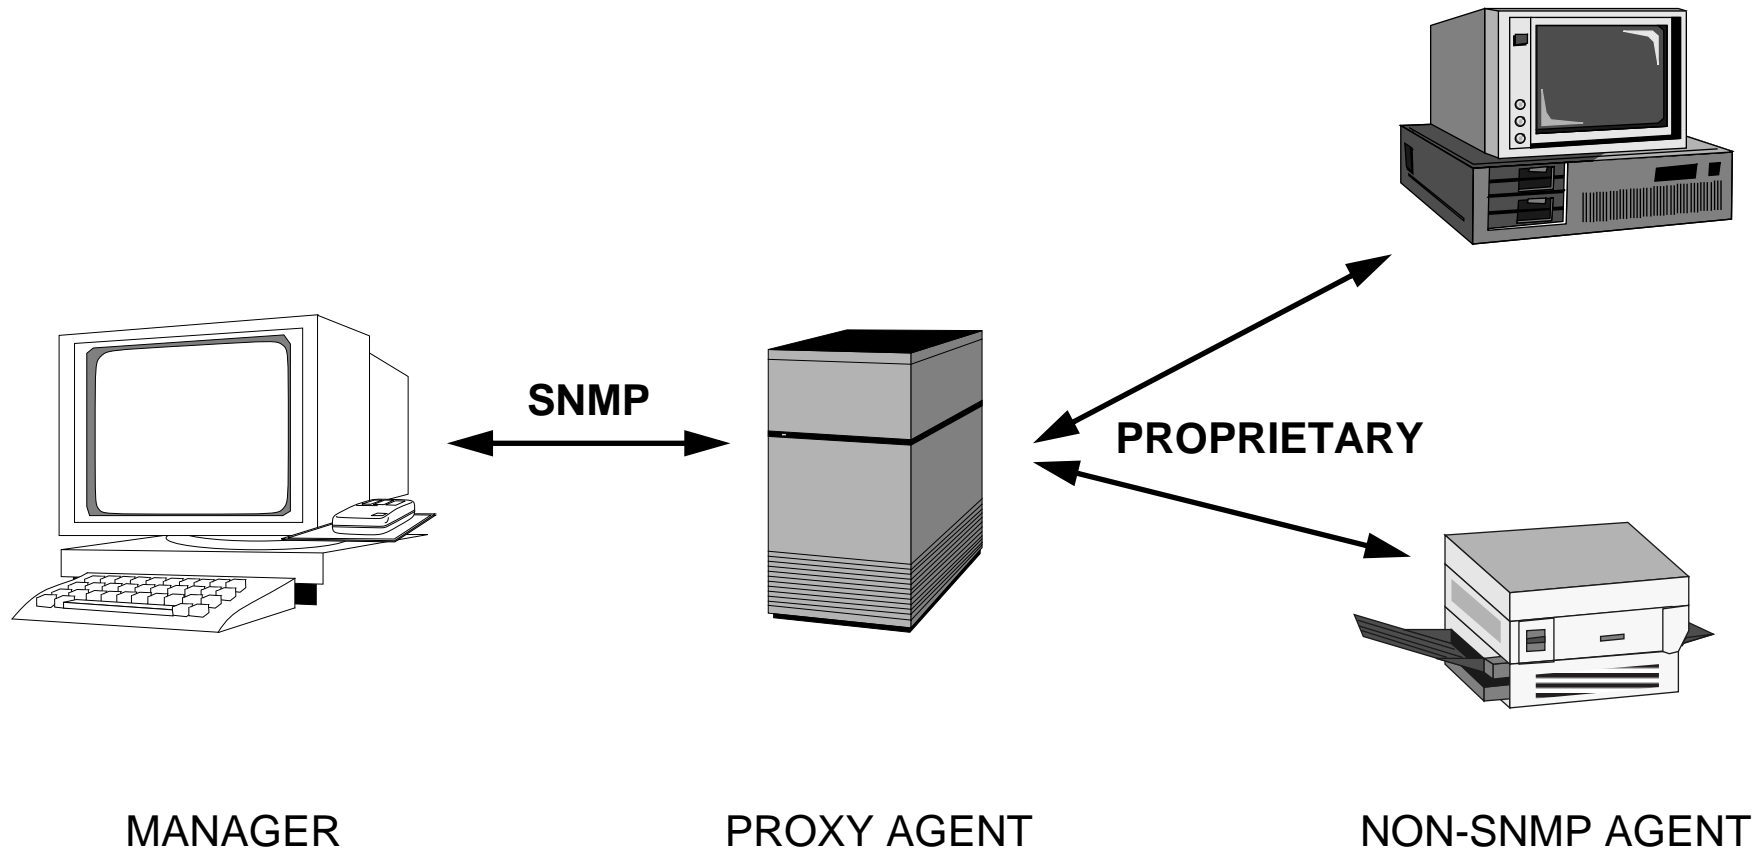 SNMP
PROPRIETARY
MANAGER
PROXY AGENT
NON-SNMP AGENT